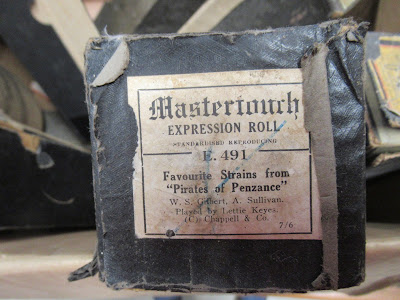 Mastertouch
EXPRESSION ROLL
STANDARDISED REPRODUCING
E. 491
Favourite Strains from
"Pirates of Penzance"
W. S. Gilbert, A. Sullivan.
Played by Lettie Keyes.
(C) Chappell & Co.
7/6